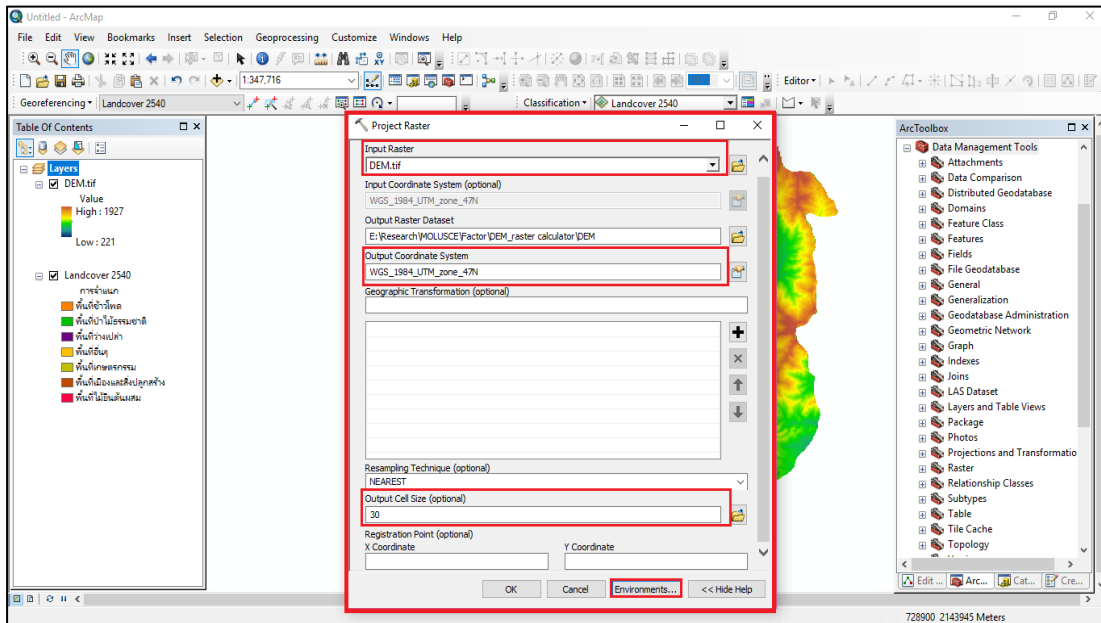 Untitled - ArcMap
File Edit View Bookmarks Insert Selection Geoprocessing Customize Windows Help
1:347,716
Editor
Georeferencing
Landcover 2540
Classification
Landcover 2540
Table Of Contents
Layers
DEM.tif
Value
High : 1927
Low : 221
Landcover 2540
การจำแนก
พื้นที่ข้าวโพด
พื้นที่ป่าไม้ธรรมชาติ
พื้นที่ว่างเปล่า
พื้นที่อื่นๆ
พื้นที่เกษตรกรรม
พื้นที่เมืองและสิ่งปลูกสร้าง
พื้นที่ไม้ยืนต้นผสม
Project Raster
Input Raster
DEM.tif
Input Coordinate System (optional)
WGS_1984_UTM_zone_47N
Output Raster Dataset
E:\Research\MOLUSCE\Factor\DEM_raster calculator\DEM
Output Coordinate System
WGS_1984_UTM_zone_47N
Geographic Transformation (optional)
Resampling Technique (optional)
NEAREST
Output Cell Size (optional)
30
Registration Point (optional)
X Coordinate Y Coordinate
OK Cancel Environments... << Hide Help
ArcToolbox
Data Management Tools
Attachments
Data Comparison
Distributed Geodatabase
Domains
Feature Class
Features
Fields
File Geodatabase
General
Generalization
Geodatabase Administration
Geometric Network
Graph
Indexes
Joins
LAS Dataset
Layers and Table Views
Package
Photos
Projections and Transformatio
Raster
Relationship Classes
Subtypes
Table
Tile Cache
Topology
Edit ... Arc... Cat... Cre...
728900 2143945 Meters